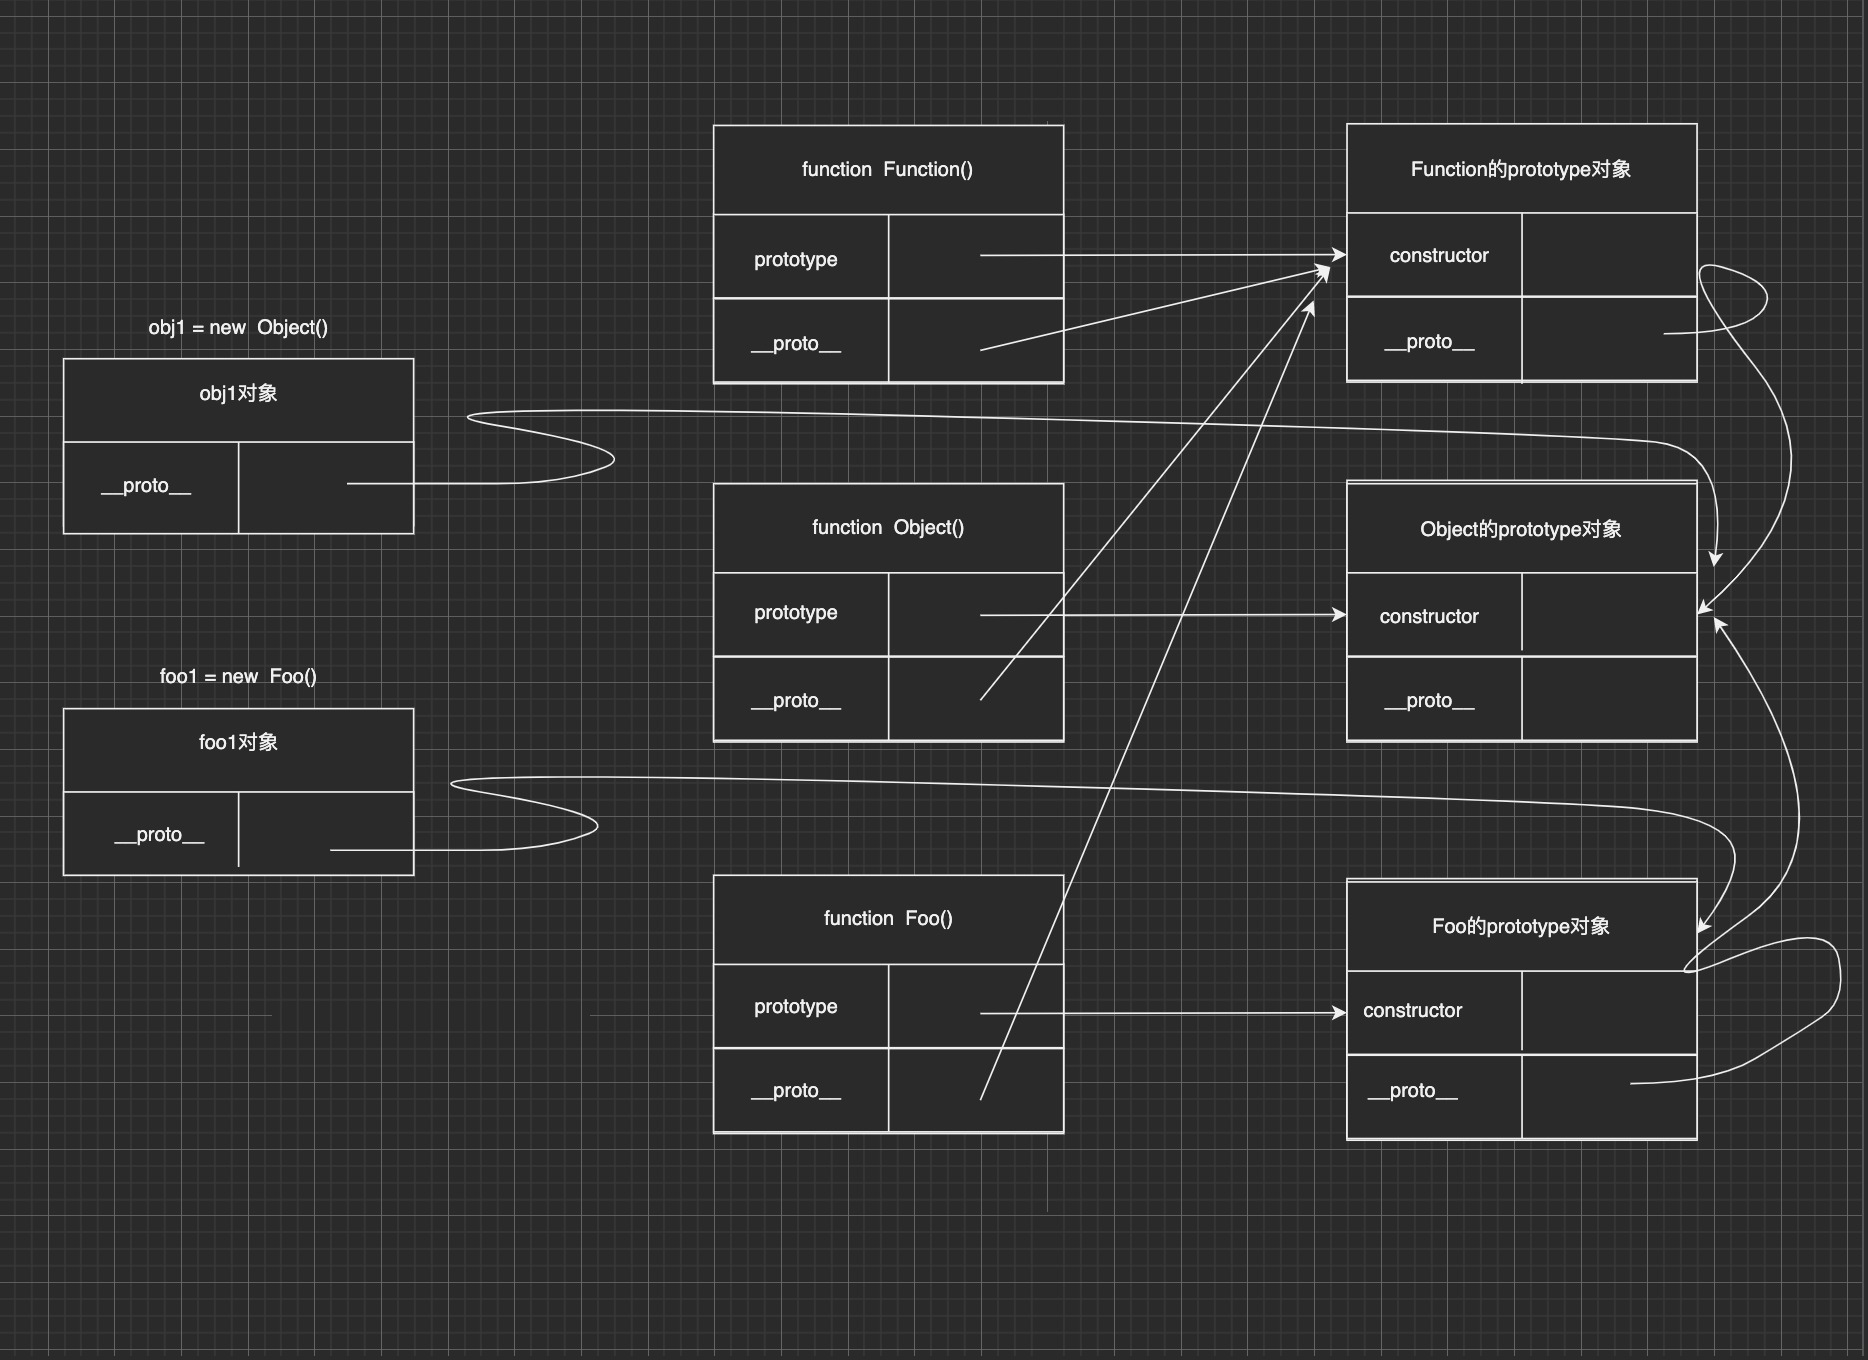 function Function()
prototype
__proto__
Function的prototype对象
constructor
__proto__
obj1 = new Object()
obj1对象
__proto__
function Object()
prototype
__proto__
Object的prototype对象
constructor
__proto__
foo1 = new Foo()
foo1对象
__proto__
function Foo()
prototype
__proto__
Foo的prototype对象
constructor
__proto__